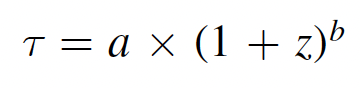 τ = a × (1 + z)^b